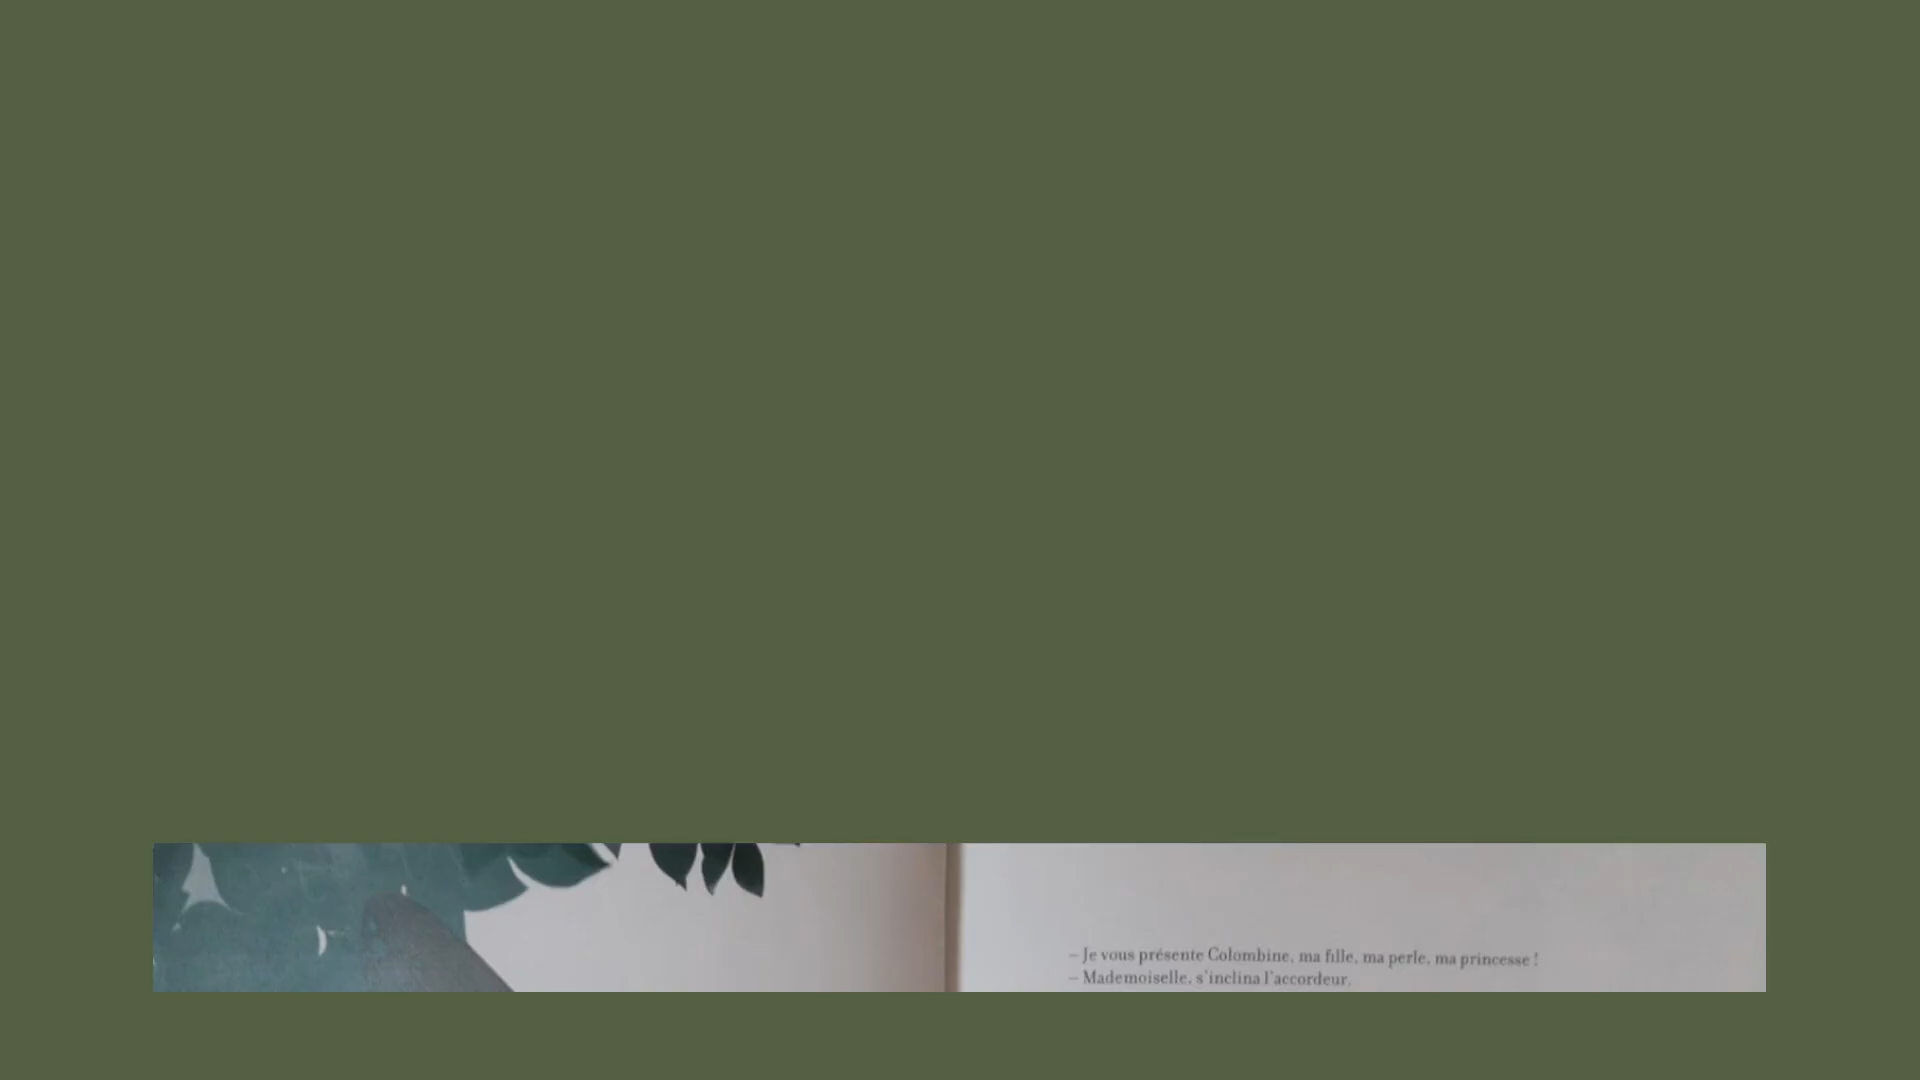 – Je vous présente Colombine, ma fille, ma perle, ma princesse !
– Mademoiselle, s'inclina l'accordeur.